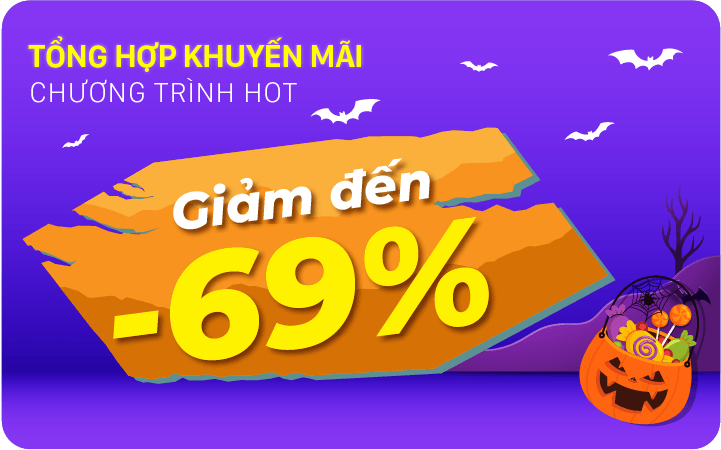 TỔNG HỢP KHUYẾN MÃI
CHƯƠNG TRÌNH HOT
Giảm đến
-69%